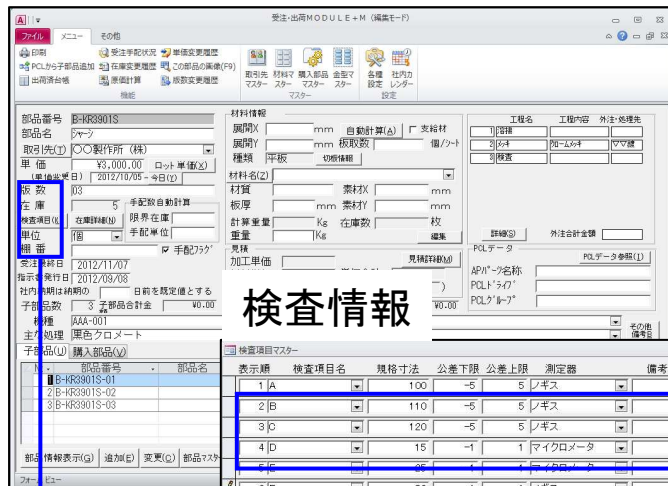 受注・出荷MODULE+M (編集モード)
ファイル メニュー その他
印刷 受注手配状況 単価変更履歴
PCLから子部品追加 在庫変更履歴 この部品の画像(F9)
出荷済台帳 原価計算 版数変更履歴
機能
取引先マスター 材料マスター 購入部品マスター 金型マスター
マスター
各種設定 社内カレンダー
設定
部品番号 B-KR3901S
部品名 シャーシ
取引先(T) 〇〇製作所 (株)
単価 ¥3,000.00 ロット単価(X)
(単価変更日) 2012/10/05 今日(Y)
版数 03
在庫 5 手配数自動計算
検査項目( 在庫詳細(N) 限界在庫
単位 個 手配単位
棚番 手配フラグ
受注最終日 2012/11/07
指示書発行日 2012/09/08
社内納期は納期の 日前を既定値とする
子部品数 3 子部品合計金 ¥0.00
機種 AAA-001
主な処理 黒色クロメート
材料情報
展開X mm 自動計算(A) 支給材
展開Y mm 板取数 個/シート
種類 平板 切板情報
材料名(Z)
材質 素材X mm
板厚 mm 素材Y mm
計算重量 Kg 在庫数 枚
重量 Kg 編集
見積
加工単価 見積詳細(M)
¥0.00
工程名 工程内容 外注・処理先
1 溶接
2 メッキ クロームメッキ ▽▽鍍
3 検査
詳細(S) 外注合計金額
PCLデータ
PCLデータ参照(I)
APパーツ名称
PCLドライブ
PCLグループ
その他
備考B
検査情報
子部品(U) 購入部品(V)
部品番号 部品名
1 B-KR3901S-01
2 B-KR3901S-02
3 B-KR3901S-03
部品情報表示(G) 追加(E) 変更(C) 部品マスタ
フォーム ビュー
検査項目マスター
表示順 検査項目名 規格寸法 公差下限 公差上限 測定器 備考
1 A 100 -5 5 ノギス
2 B 110 -5 5 ノギス
3 C 120 -5 5 ノギス
4 D 15 -1 1 マイクロメータ
5 E 25 -1 1 マイクロメータ